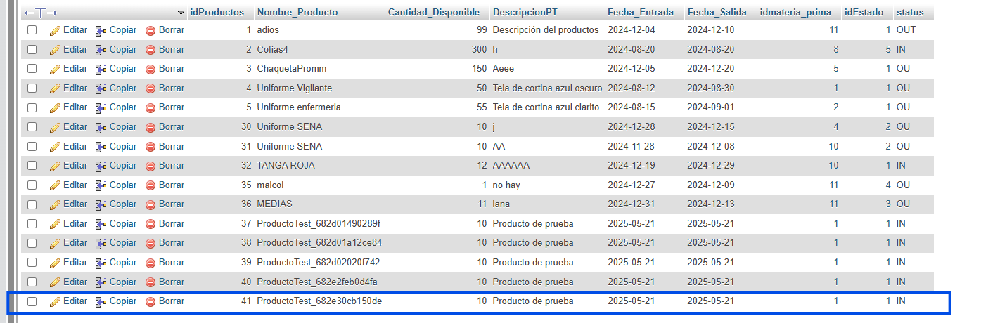 idProductos Nombre_Producto Cantidad_Disponible DescripcionPT Fecha_Entrada Fecha_Salida idmateria_prima idEstado status
Editar Copiar Borrar 1 adios 99 Descripción del productos 2024-12-04 2024-12-10 11 1 OUT
Editar Copiar Borrar 2 Cofias4 300 h 2024-08-20 2024-08-20 8 5 IN
Editar Copiar Borrar 3 ChaquetaPromm 150 Aeee 2024-12-05 2024-12-20 5 1 OU
Editar Copiar Borrar 4 Uniforme Vigilante 50 Tela de cortina azul oscuro 2024-08-12 2024-08-30 1 1 OU
Editar Copiar Borrar 5 Uniforme enfermeria 55 Tela de cortina azul clarito 2024-08-15 2024-09-01 2 1 OU
Editar Copiar Borrar 30 Uniforme SENA 10 j 2024-12-28 2024-12-15 4 2 OU
Editar Copiar Borrar 31 Uniforme SENA 10 AA 2024-11-28 2024-12-08 10 2 OU
Editar Copiar Borrar 32 TANGA ROJA 12 AAAAAA 2024-12-19 2024-12-29 10 1 IN
Editar Copiar Borrar 35 maicol 1 no hay 2024-12-27 2024-12-09 11 4 OU
Editar Copiar Borrar 36 MEDIAS 11 lana 2024-12-31 2024-12-13 11 3 OU
Editar Copiar Borrar 37 ProductoTest_682d01490289f 10 Producto de prueba 2025-05-21 2025-05-21 1 1 IN
Editar Copiar Borrar 38 ProductoTest_682d01a12ce84 10 Producto de prueba 2025-05-21 2025-05-21 1 1 IN
Editar Copiar Borrar 39 ProductoTest_682d02020f742 10 Producto de prueba 2025-05-21 2025-05-21 1 1 IN
Editar Copiar Borrar 40 ProductoTest_682e2feb0d4fa 10 Producto de prueba 2025-05-21 2025-05-21 1 1 IN
Editar Copiar Borrar 41 ProductoTest_682e30cb150de 10 Producto de prueba 2025-05-21 2025-05-21 1 1 IN